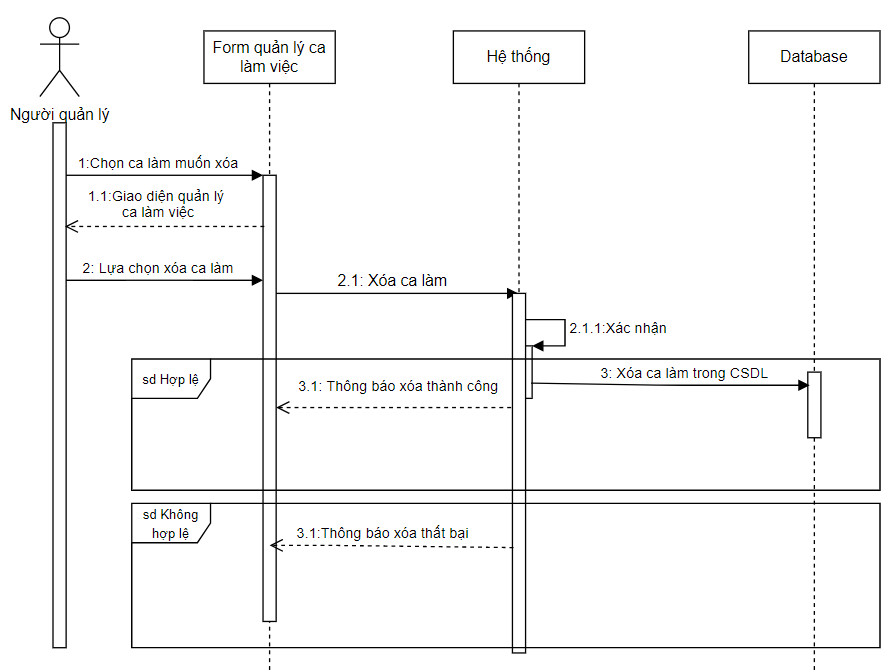 Form quản lý ca
làm việc
Hệ thống
Database
Người quản lý
1:Chọn ca làm muốn xóa
1.1:Giao diện quản lý
ca làm việc
2: Lựa chọn xóa ca làm
2.1: Xóa ca làm
2.1.1:Xác nhận
sd Hợp lệ
3: Xóa ca làm trong CSDL
3.1: Thông báo xóa thành công
sd Không
hợp lệ
3.1:Thông báo xóa thất bại